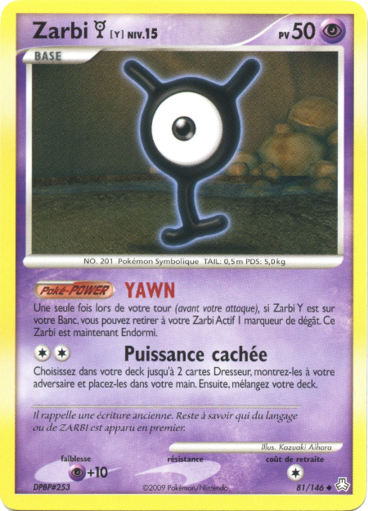 Zarbi Y [Y] NIV.15 PV 50
BASE
NO. 201 Pokémon Symbolique TAIL: 0,5m PDS: 5,0kg
Poké-POWER YAWN
Une seule fois lors de votre tour (avant votre attaque), si Zarbi Y est sur
votre Banc, vous pouvez retirer à votre Zarbi Actif 1 marqueur de dégât. Ce
Zarbi est maintenant Endormi.
Puissance cachée
Choisissez dans votre deck jusqu'à 2 cartes Dresseur, montrez-les à votre
adversaire et placez-les dans votre main. Ensuite, mélangez votre deck.
Il rappelle une écriture ancienne. Reste à savoir qui du langage
ou de ZARBI est apparu en premier.
Illus. Kazuaki Aihara
faiblesse résistance coût de retraite
+10
DPBP#253 ©2009 Pokémon/Nintendo 81/146